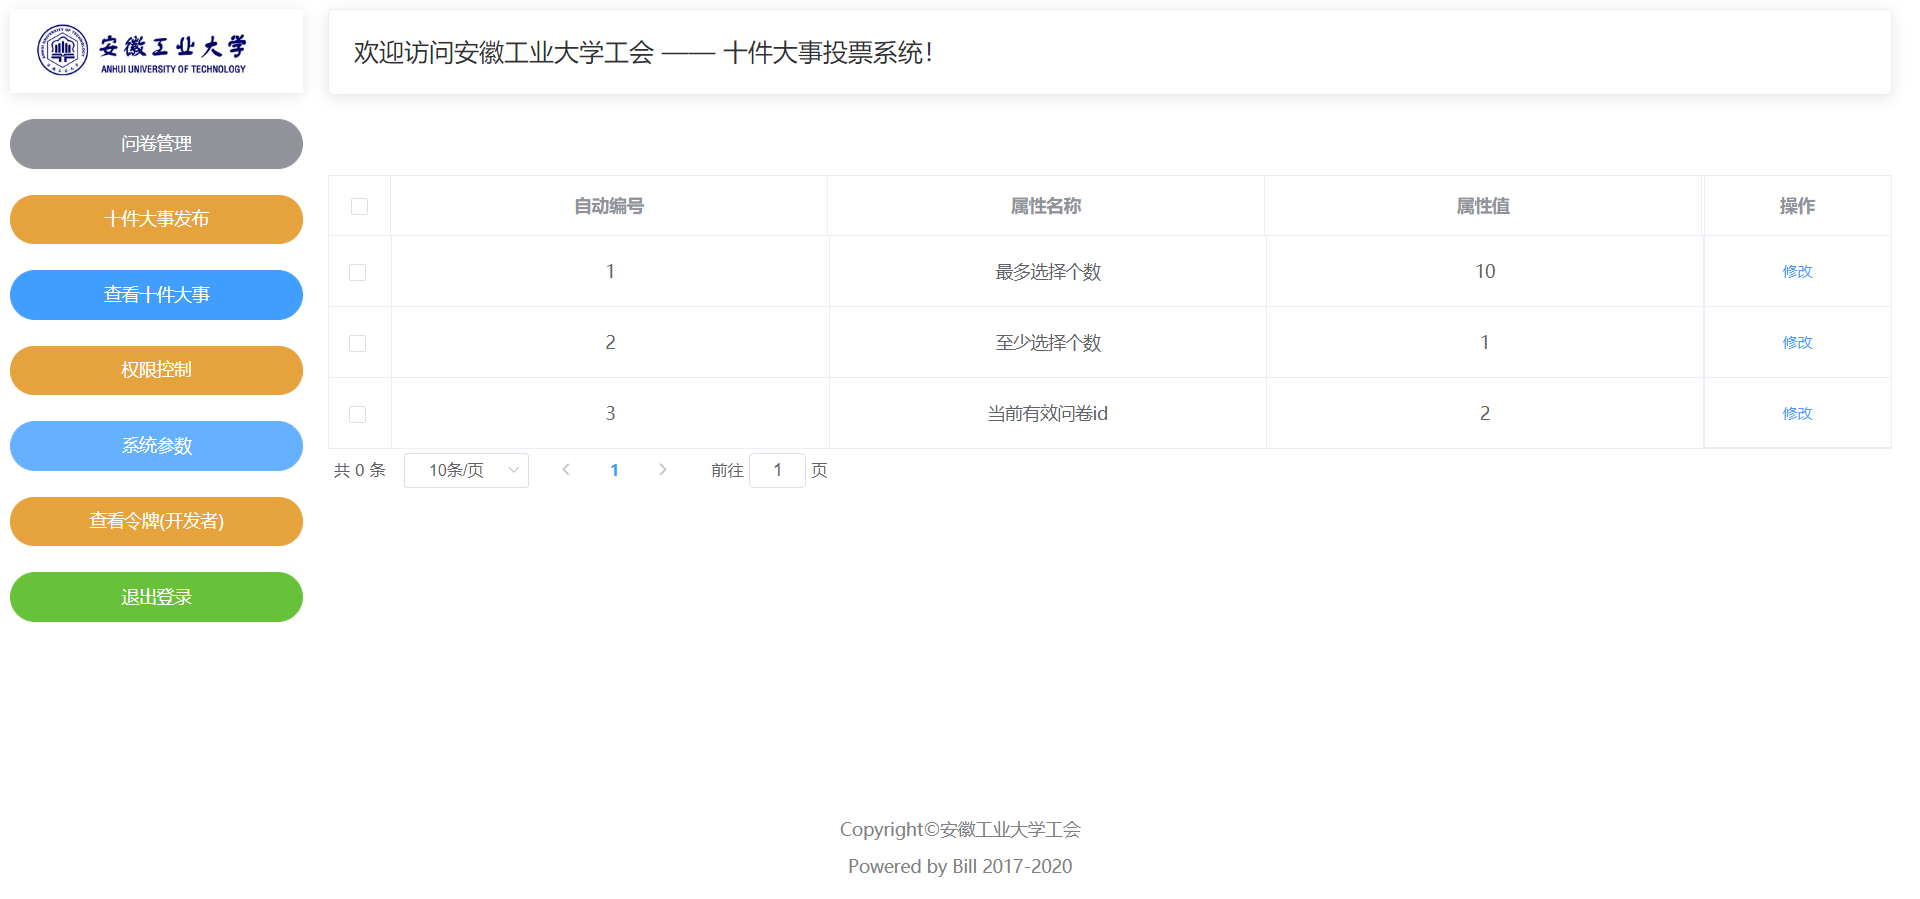 安徽工业大学
ANHUI UNIVERSITY OF TECHNOLOGY
欢迎访问安徽工业大学工会 —— 十件大事投票系统！
问卷管理
十件大事发布
查看十件大事
权限控制
系统参数
查看令牌(开发者)
退出登录
自动编号 属性名称 属性值 操作
1 最多选择个数 10 修改
2 至少选择个数 1 修改
3 当前有效问卷id 2 修改
共 0 条 10条/页 1 前往 1 页
Copyright©安徽工业大学工会
Powered by Bill 2017-2020